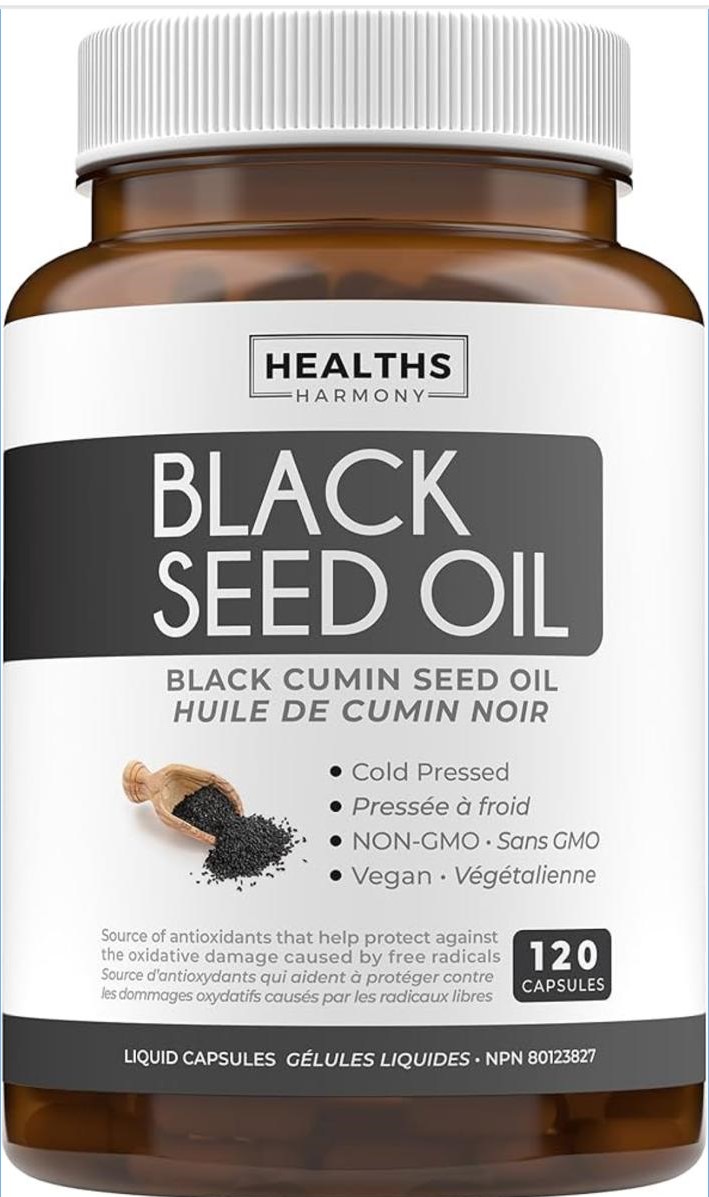 HEALTHS
HARMONY
BLACK
SEED OIL
BLACK CUMIN SEED OIL
HUILE DE CUMIN NOIR
• Cold Pressed
• Pressée à froid
• NON-GMO • Sans GMO
• Vegan • Végétalienne
Source of antioxidants that help protect against
the oxidative damage caused by free radicals
Source d'antioxydants qui aident à protéger contre
les dommages oxydatifs causés par les radicaux libres
120
CAPSULES
LIQUID CAPSULES GÉLULES LIQUIDES • NPN 80123827